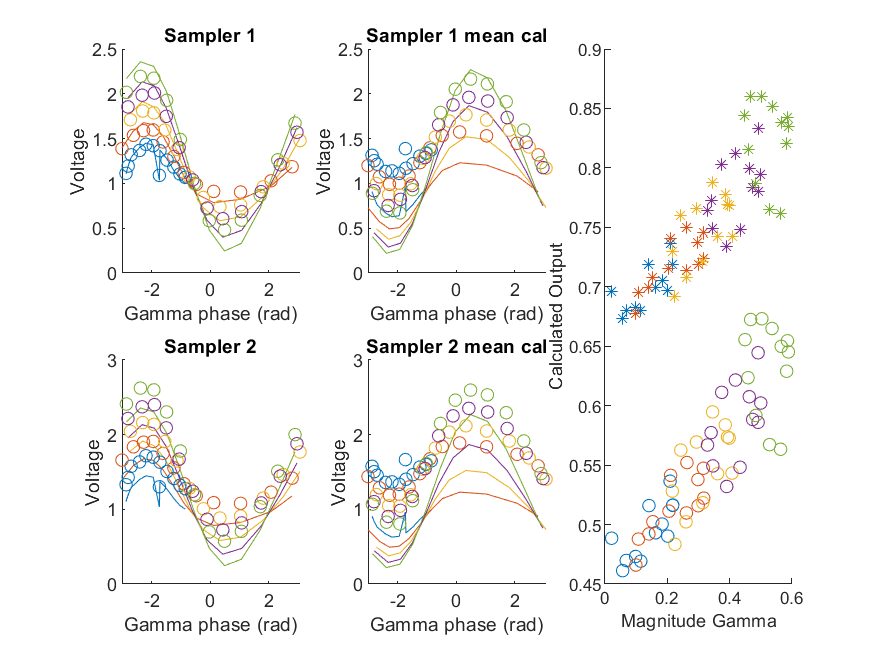 Sampler 1
2.5
2
1.5
1
0.5
0
Voltage
-2 0 2
Gamma phase (rad)
Sampler 1 mean cal
2.5
2
1.5
1
0.5
0
Voltage
-2 0 2
Gamma phase (rad)
Sampler 2
3
2
1
0
Voltage
-2 0 2
Gamma phase (rad)
Sampler 2 mean cal
3
2
1
0
Voltage
-2 0 2
Gamma phase (rad)
0.9
0.85
0.8
0.75
0.7
0.65
0.6
0.55
0.5
0.45
Calculated Output
0 0.2 0.4 0.6
Magnitude Gamma